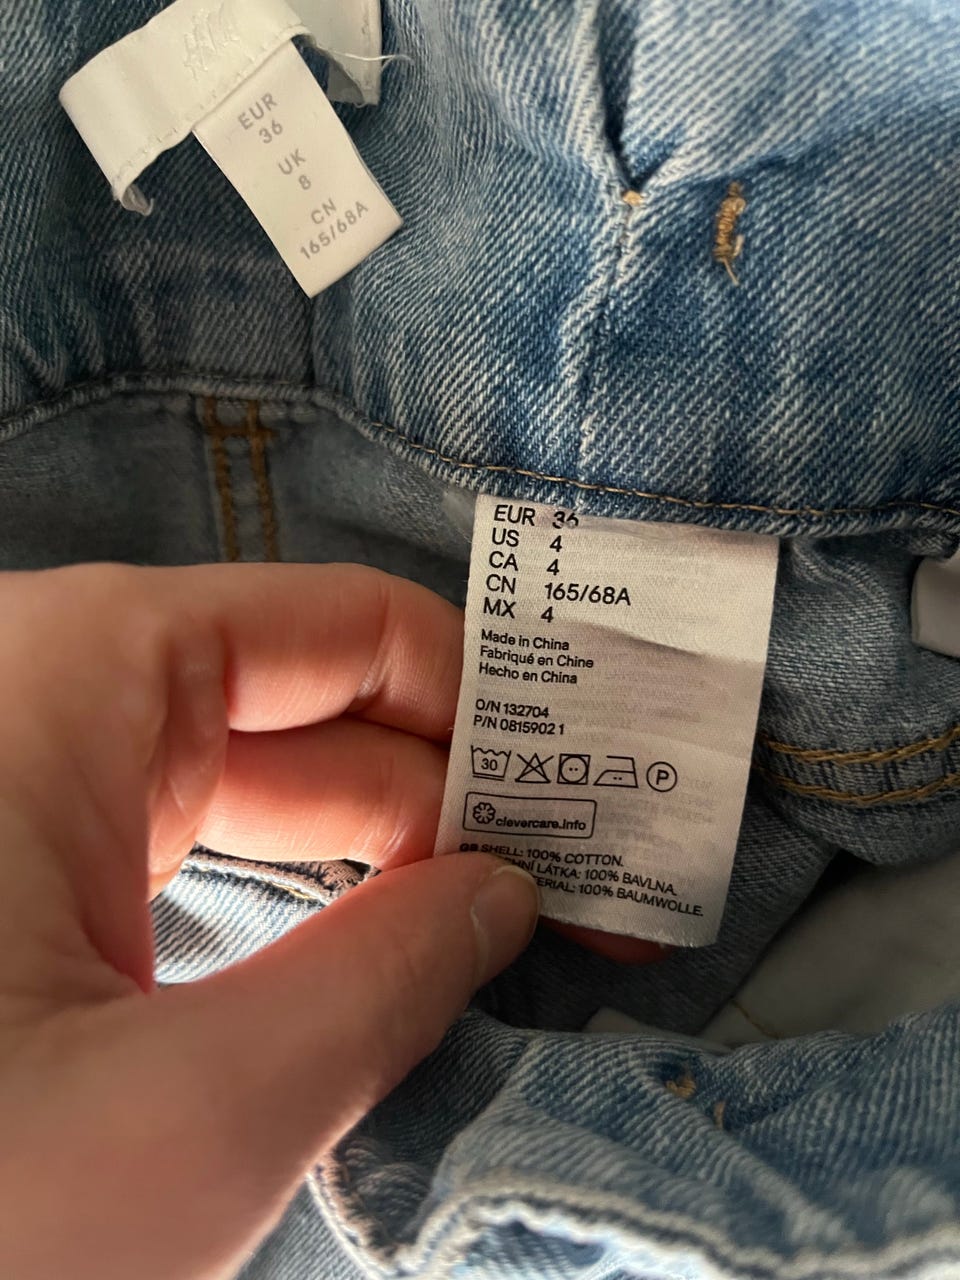 H&M
EUR
36
UK
8
CN
165/68A
EUR 36
US 4
CA 4
CN 165/68A
MX 4
Made in China
Fabriqué en Chine
Hecho en China
O/N 132704
P/N 0815902 1
30
P
clevercare.info
GB SHELL: 100% COTTON.
LÁTKA: 100% BAVLNA.
100% BAUMWOLLE.